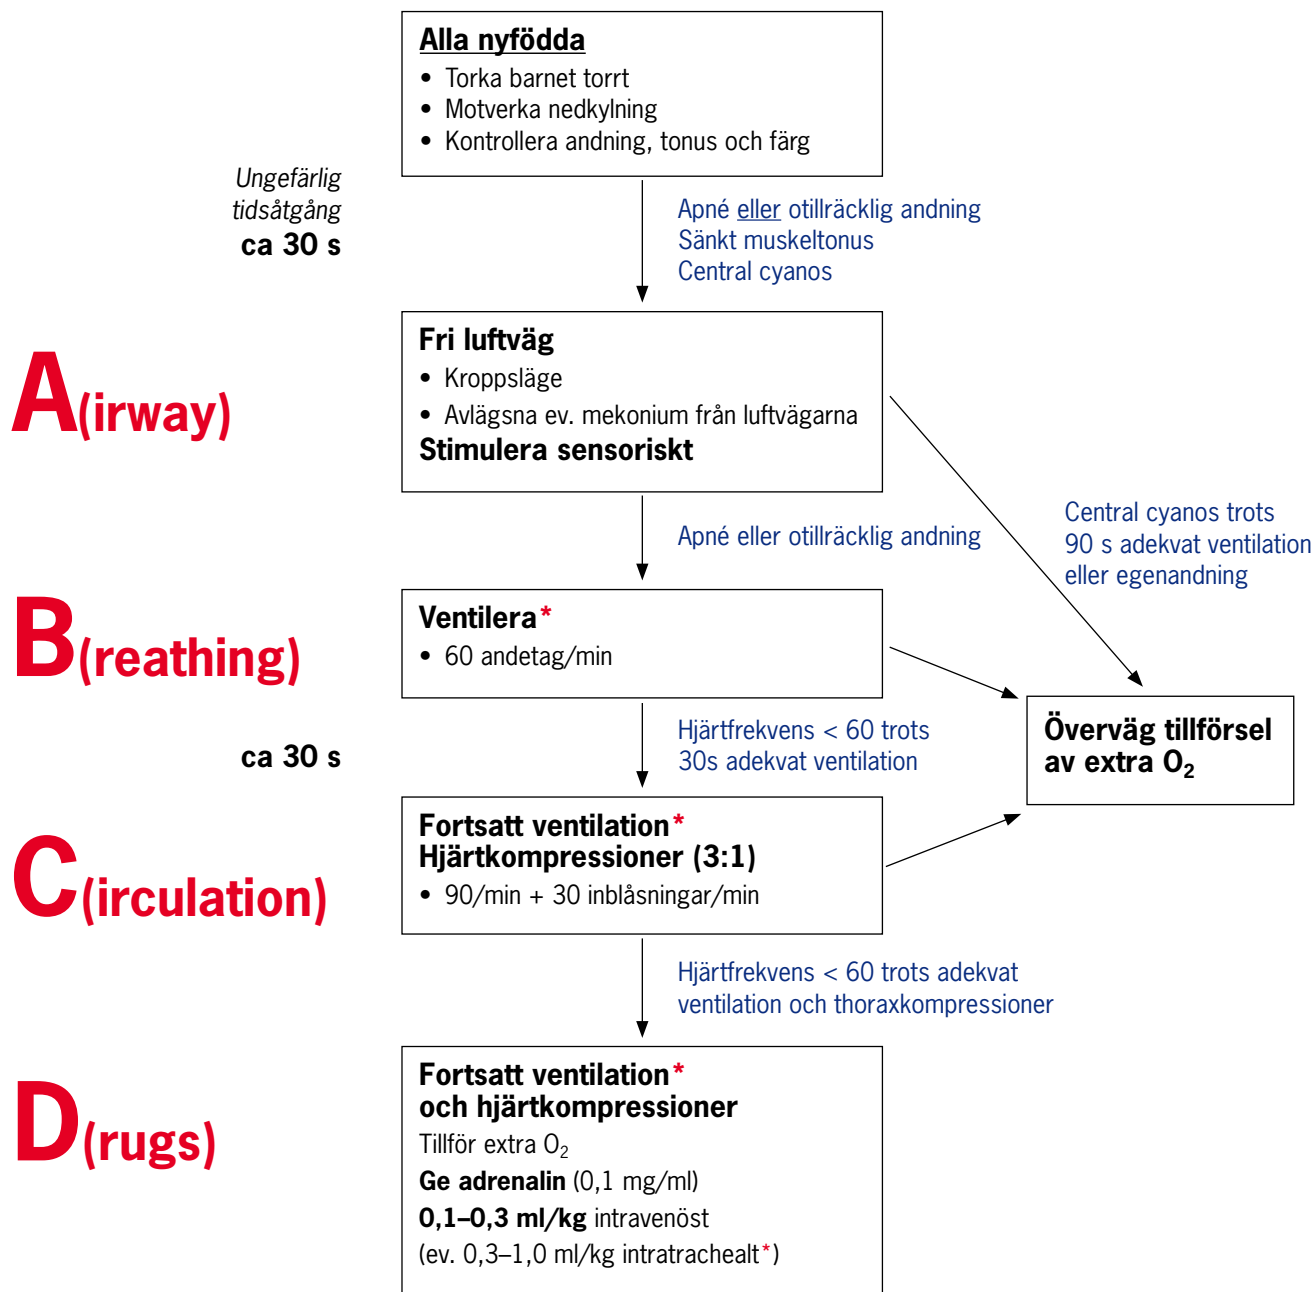 Alla nyfödda
• Torka barnet torrt
• Motverka nedkylning
• Kontrollera andning, tonus och färg
Ungefärlig
tidsåtgång
ca 30 s
Apné eller otillräcklig andning
Sänkt muskeltonus
Central cyanos
A(irway)
Fri luftväg
• Kroppsläge
• Avlägsna ev. mekonium från luftvägarna
Stimulera sensoriskt
Apné eller otillräcklig andning
Central cyanos trots
90 s adekvat ventilation
eller egenandning
B(reathing)
Ventilera*
• 60 andetag/min
ca 30 s
Hjärtfrekvens < 60 trots
30s adekvat ventilation
Överväg tillförsel
av extra O₂
C(irculation)
Fortsatt ventilation*
Hjärtkompressioner (3:1)
• 90/min + 30 inblåsningar/min
Hjärtfrekvens < 60 trots adekvat
ventilation och thoraxkompressioner
D(rugs)
Fortsatt ventilation*
och hjärtkompressioner
Tillför extra O₂
Ge adrenalin (0,1 mg/ml)
0,1–0,3 ml/kg intravenöst
(ev. 0,3–1,0 ml/kg intratrachealt*)